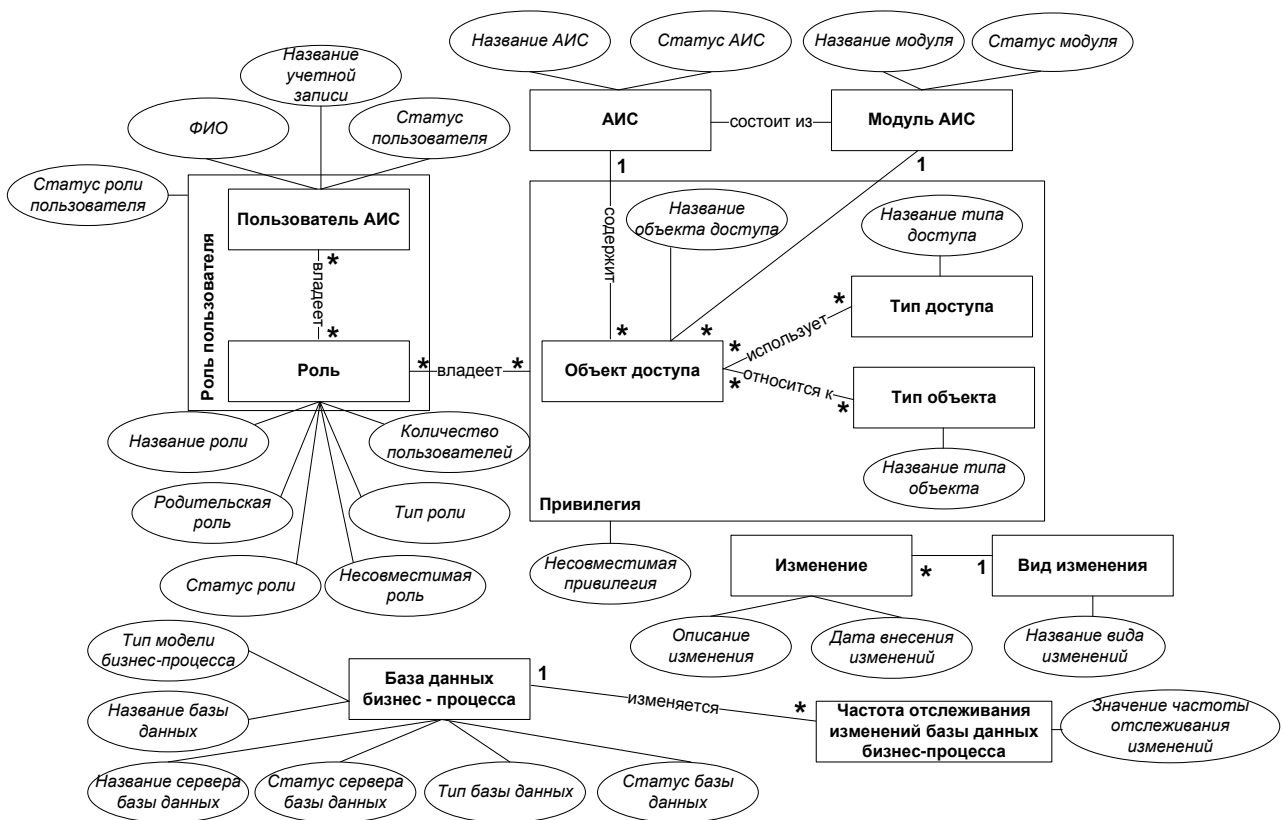 Название АИС
Статус АИС
Название модуля
Статус модуля
Название
учетной
записи
ФИО
Статус
пользователя
АИС
состоит из
Модуль АИС
1
1
Статус роли
пользователя
Роль пользователя
Пользователь АИС
*
владеет
*
Роль
*
владеет
*
содержит
*
*
Название
объекта доступа
Название типа
доступа
Объект доступа
*
использует
*
Тип доступа
*
относится к
*
Тип объекта
Название типа
объекта
Привилегия
Название роли
Количество
пользователей
Родительская
роль
Тип роли
Статус роли
Несовместимая
роль
Несовместимая
привилегия
Изменение
*
1
Вид изменения
Описание
изменения
Дата внесения
изменений
Название вида
изменений
Тип модели
бизнес-процесса
Название базы
данных
База данных
бизнес - процесса
1
изменяется
*
Частота отслеживания
изменений базы данных
бизнес-процесса
Значение частоты
отслеживания
изменений
Название сервера
базы данных
Статус сервера
базы данных
Тип базы данных
Статус базы
данных